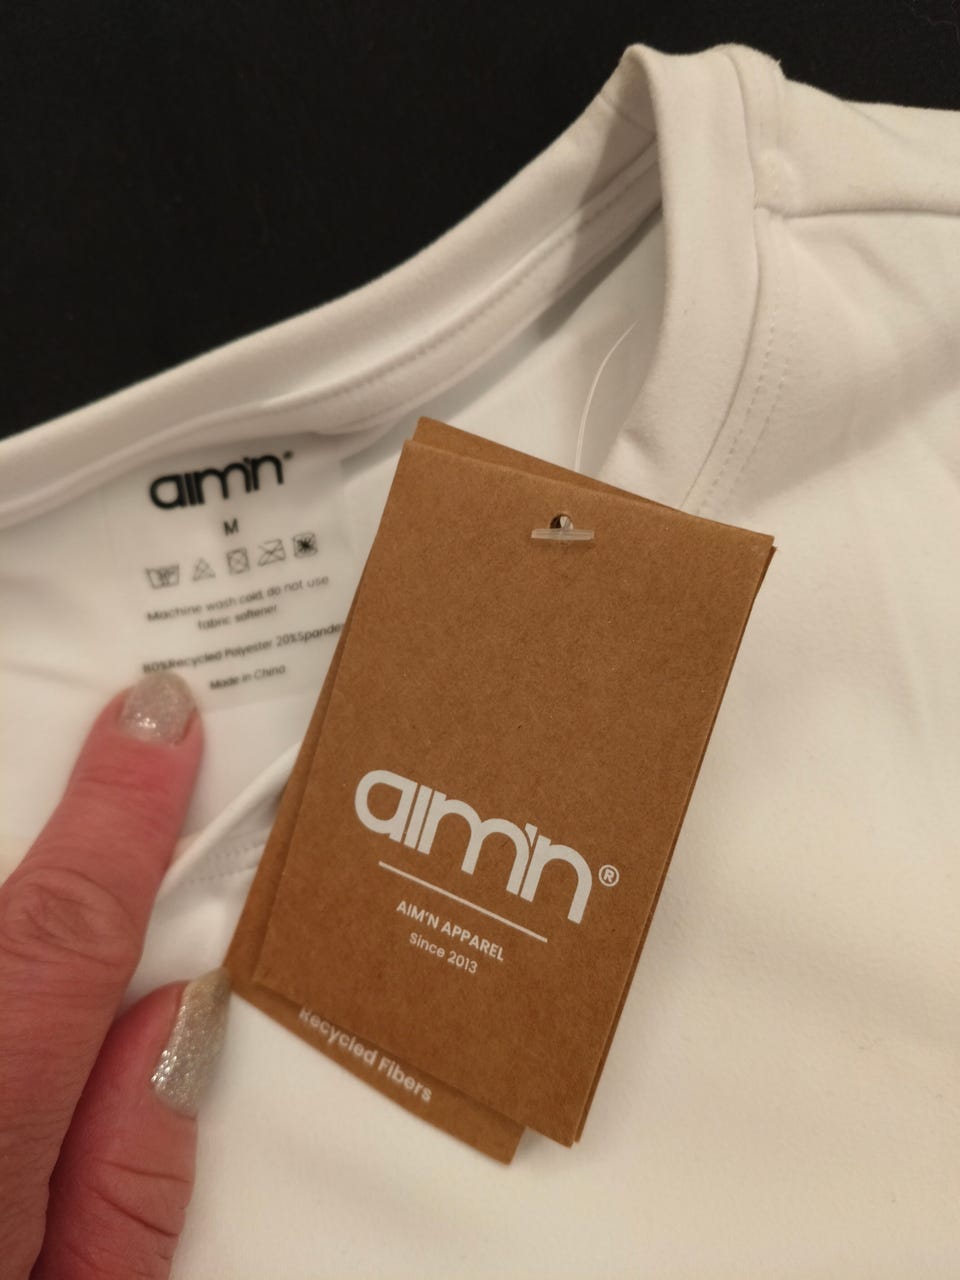 aim'n
M
Machine wash cold, do not use
fabric softener.
80%Recycled Polyester 20%Spandex
Made in China
aim'n®
AIM'N APPAREL
Since 2013
Recycled Fibers